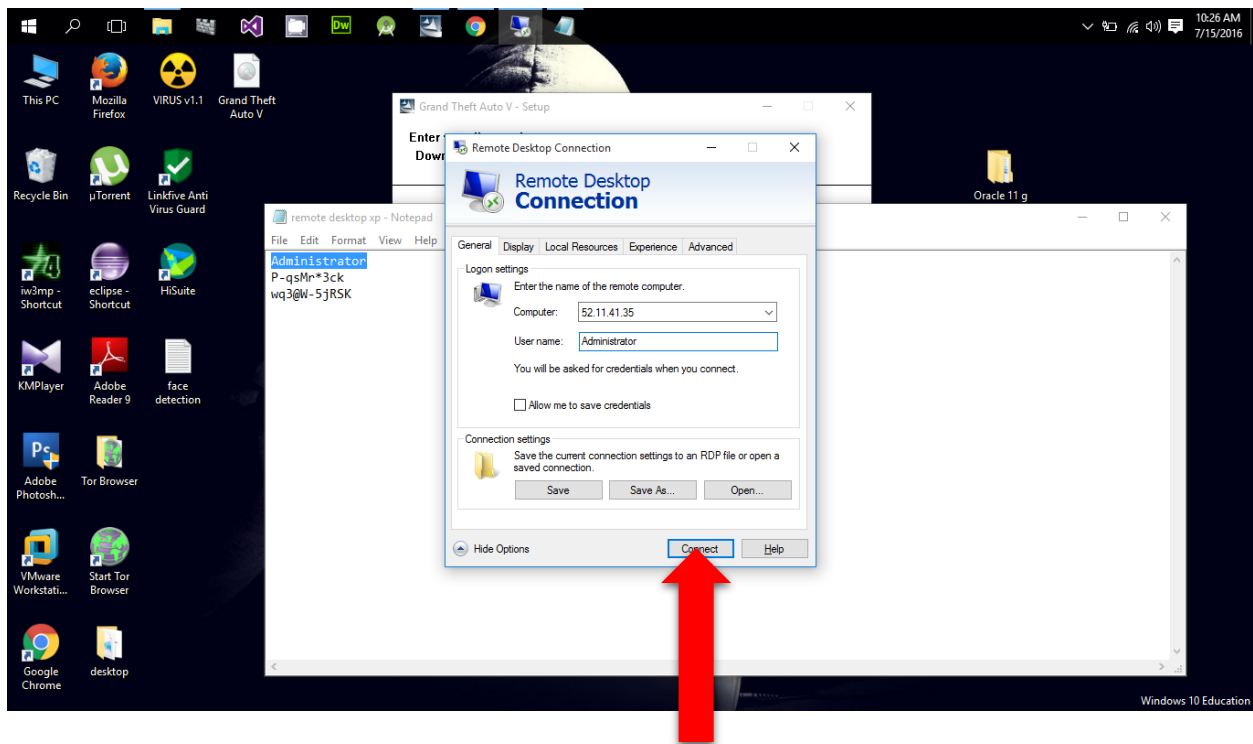 Dw
10:26 AM
7/15/2016
This PC
Mozilla Firefox
VIRUS v1.1
Grand Theft Auto V
Recycle Bin
µTorrent
Linkfive Anti Virus Guard
iw3mp - Shortcut
eclipse - Shortcut
HiSuite
KMPlayer
Adobe Reader 9
face detection
Ps
Adobe Photosh...
Tor Browser
VMware Workstati...
Start Tor Browser
Google Chrome
desktop
Oracle 11 g
Grand Theft Auto V - Setup
Enter
remote desktop xp - Notepad
File Edit Format View Help
Administrator
P-qsMr*3ck
wq3@W-5jRSK
Remote Desktop Connection
Remote Desktop
Connection
General Display Local Resources Experience Advanced
Logon settings
Enter the name of the remote computer.
Computer: 52.11.41.35
User name: Administrator
You will be asked for credentials when you connect.
Allow me to save credentials
Connection settings
Save the current connection settings to an RDP file or open a
saved connection.
Save Save As... Open...
Hide Options Connect Help
Windows 10 Education